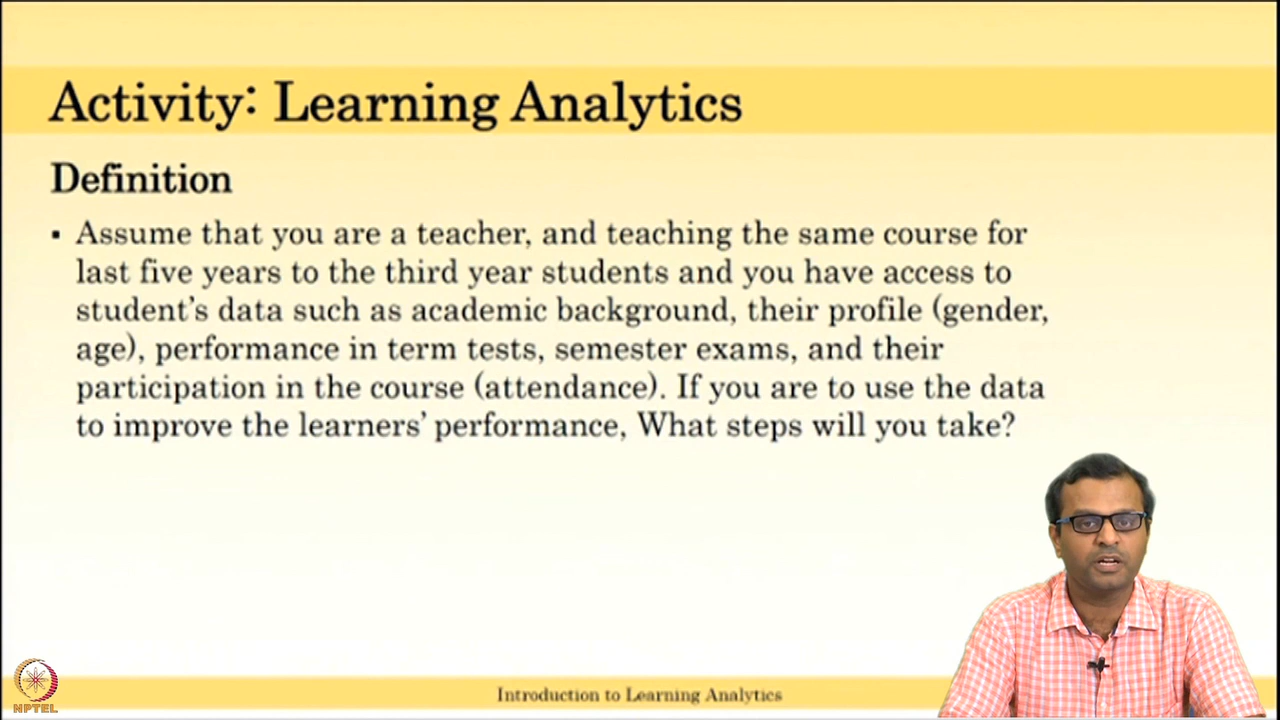 Activity: Learning Analytics
Definition
▪ Assume that you are a teacher, and teaching the same course for
last five years to the third year students and you have access to
student's data such as academic background, their profile (gender,
age), performance in term tests, semester exams, and their
participation in the course (attendance). If you are to use the data
to improve the learners' performance, What steps will you take?
NPTEL
Introduction to Learning Analytics